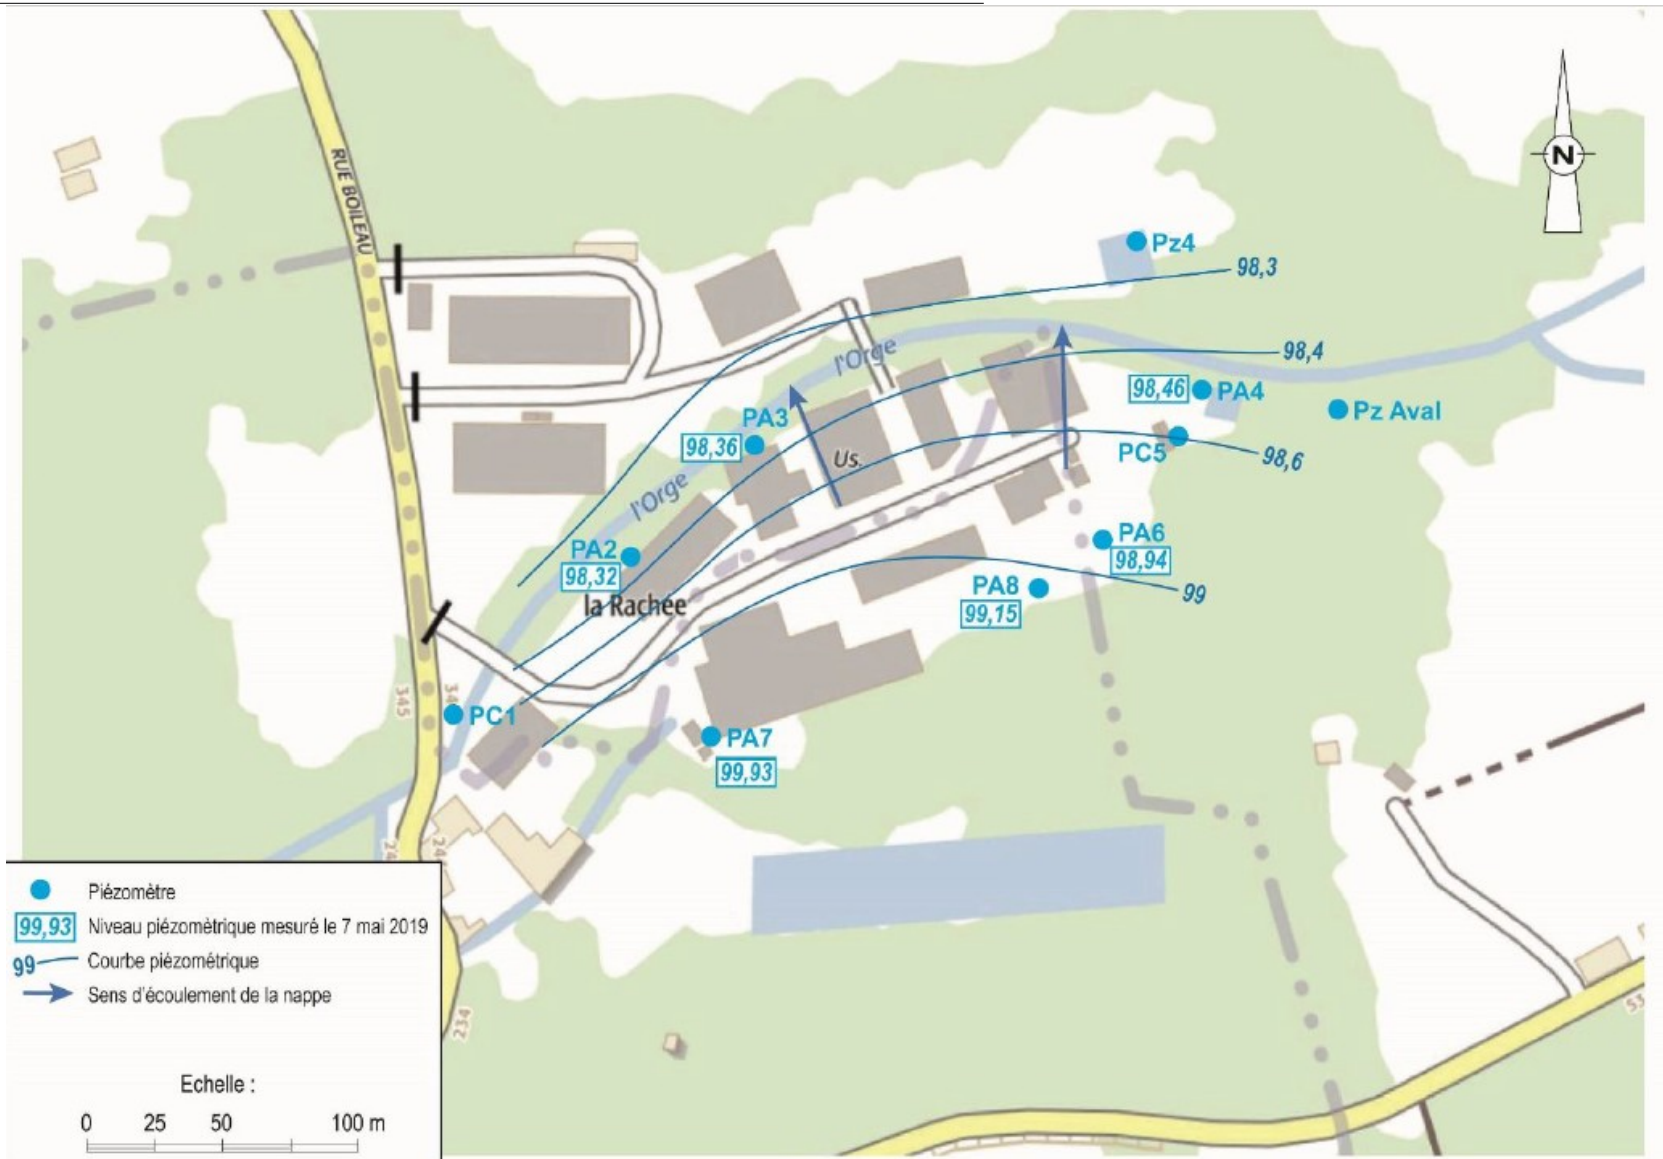 RUE BOILEAU
N
Pz4
98,3
98,4
l'Orge
98,46
PA4
Pz Aval
PA3
98,36
Us.
PC5
98,6
l'Orge
PA2
98,32
la Rachée
PA6
98,94
PA8
99,15
99
345
PC1
PA7
99,93
234
99,93
99
Piézomètre
Niveau piézomètrique mesuré le 7 mai 2019
Courbe piézométrique
Sens d'écoulement de la nappe
Echelle :
0 25 50 100 m